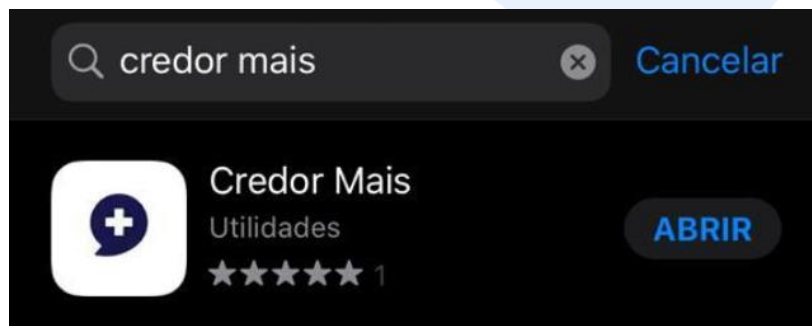 credor mais
Cancelar
Credor Mais
Utilidades
ABRIR
1